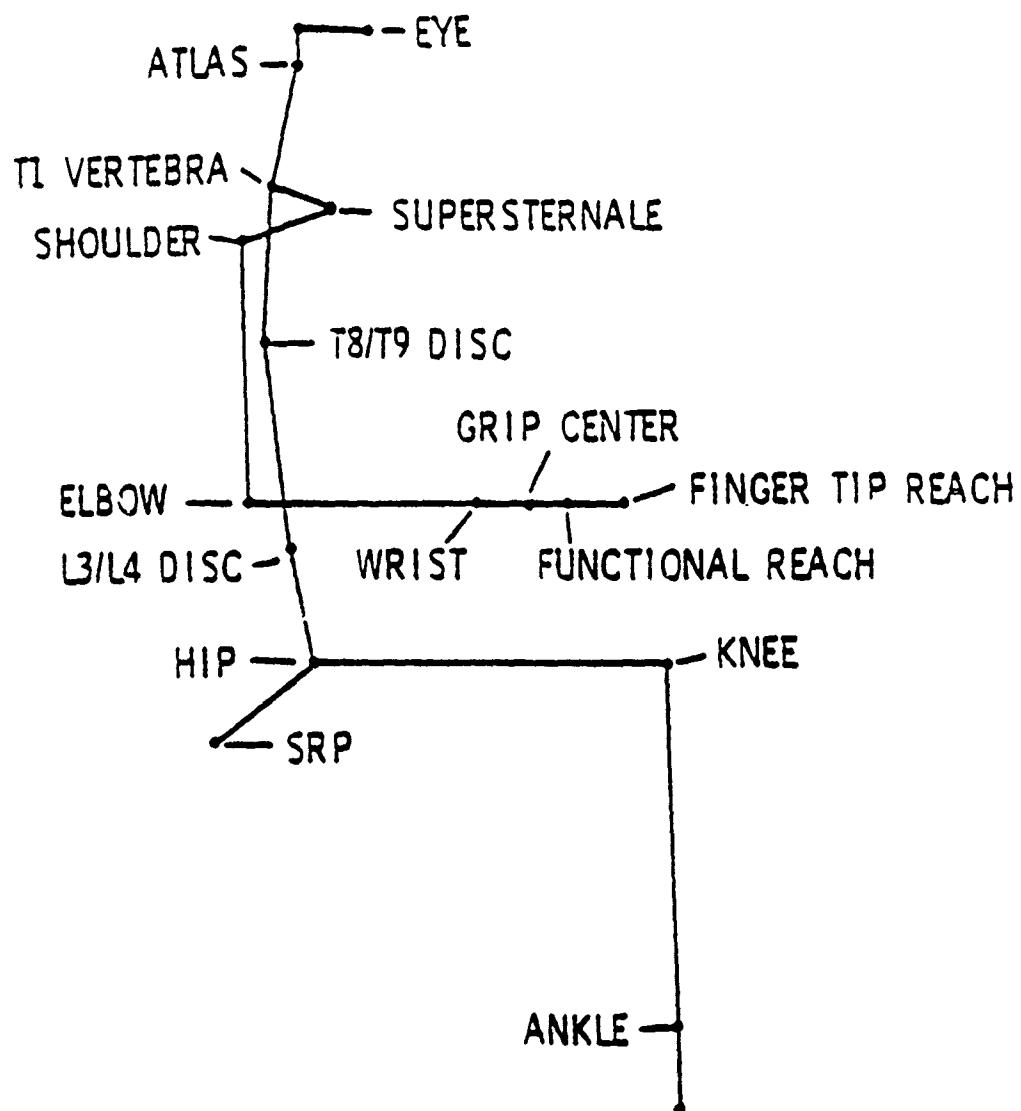 EYE
ATLAS
T1 VERTEBRA
SUPERSTERNALE
SHOULDER
T8/T9 DISC
GRIP CENTER
ELBOW
FINGER TIP REACH
L3/L4 DISC
WRIST
FUNCTIONAL REACH
HIP
KNEE
SRP
ANKLE